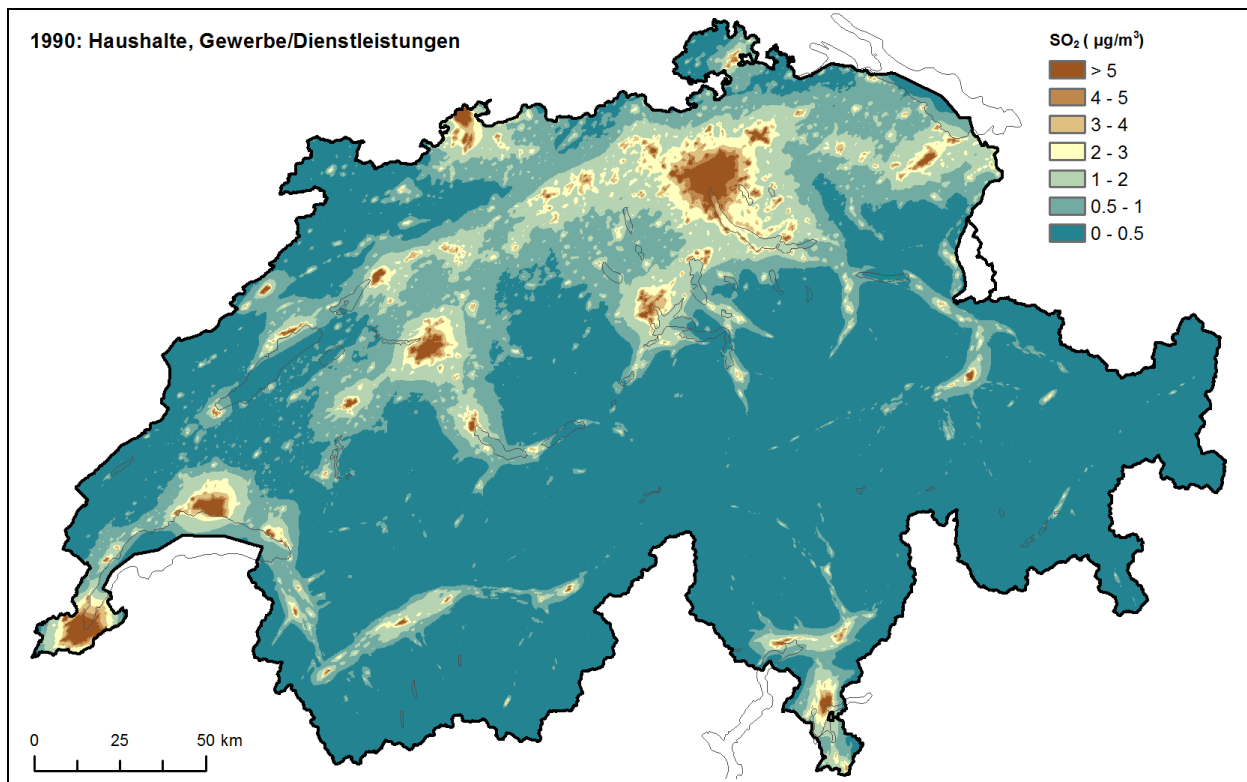 1990: Haushalte, Gewerbe/Dienstleistungen
SO₂ ( µg/m³)
> 5
4 - 5
3 - 4
2 - 3
1 - 2
0.5 - 1
0 - 0.5
0 25 50 km